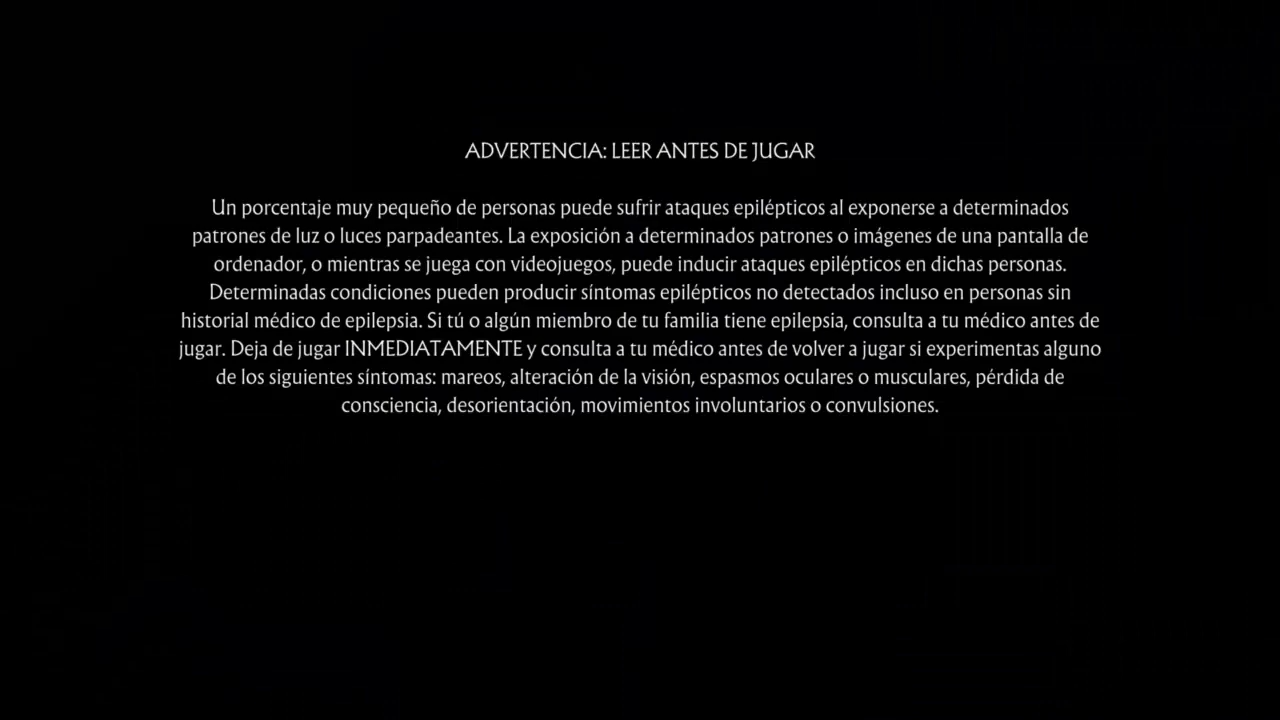 ADVERTENCIA: LEER ANTES DE JUGAR
Un porcentaje muy pequeño de personas puede sufrir ataques epilépticos al exponerse a determinados
patrones de luz o luces parpadeantes. La exposición a determinados patrones o imágenes de una pantalla de
ordenador, o mientras se juega con videojuegos, puede inducir ataques epilépticos en dichas personas.
Determinadas condiciones pueden producir síntomas epilépticos no detectados incluso en personas sin
historial médico de epilepsia. Si tú o algún miembro de tu familia tiene epilepsia, consulta a tu médico antes de
jugar. Deja de jugar INMEDIATAMENTE y consulta a tu médico antes de volver a jugar si experimentas alguno
de los siguientes síntomas: mareos, alteración de la visión, espasmos oculares o musculares, pérdida de
consciencia, desorientación, movimientos involuntarios o convulsiones.